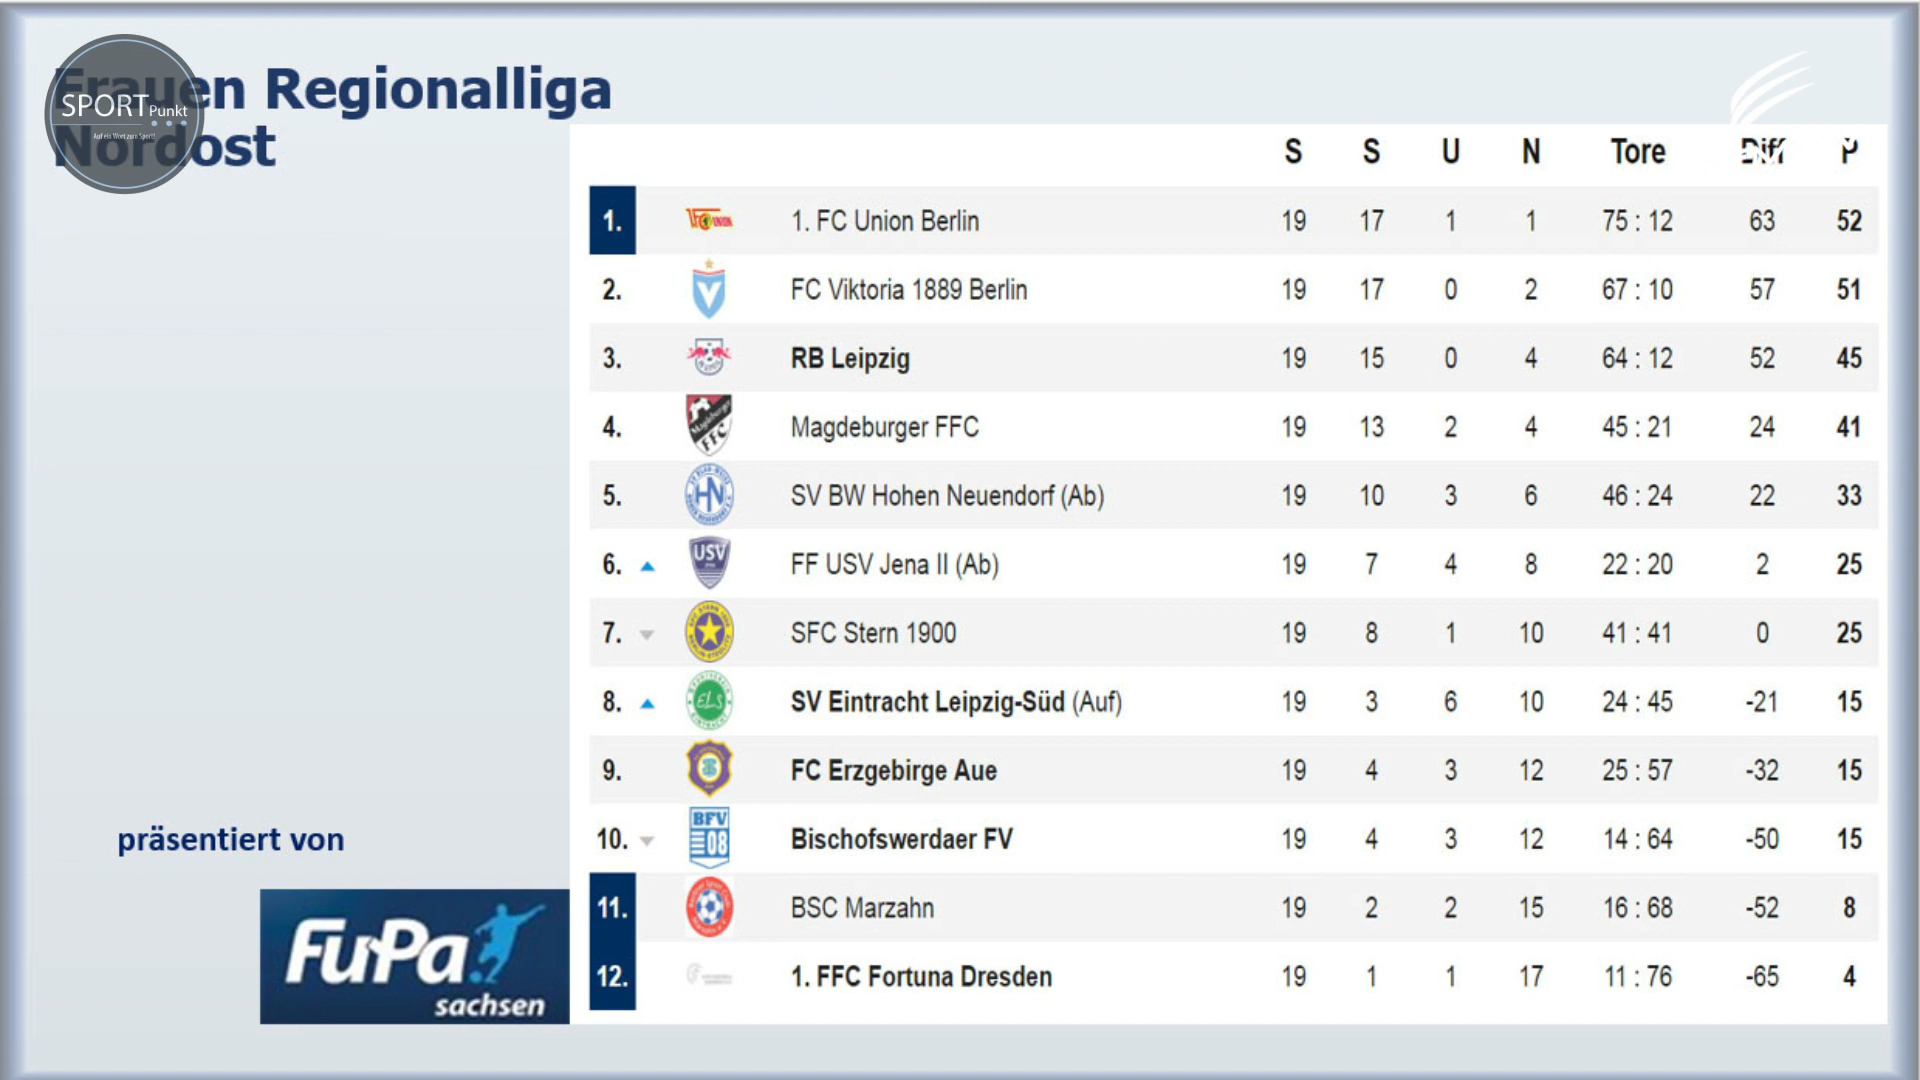 Frauen Regionalliga
Nordost
SPORTPunkt
Auf ein Wort zum Sport!
S S U N Tore Diff P
1. 1. FC Union Berlin 19 17 1 1 75 : 12 63 52
2. FC Viktoria 1889 Berlin 19 17 0 2 67 : 10 57 51
3. RB Leipzig 19 15 0 4 64 : 12 52 45
4. Magdeburger FFC 19 13 2 4 45 : 21 24 41
5. SV BW Hohen Neuendorf (Ab) 19 10 3 6 46 : 24 22 33
6. FF USV Jena II (Ab) 19 7 4 8 22 : 20 2 25
7. SFC Stern 1900 19 8 1 10 41 : 41 0 25
8. SV Eintracht Leipzig-Süd (Auf) 19 3 6 10 24 : 45 -21 15
9. FC Erzgebirge Aue 19 4 3 12 25 : 57 -32 15
10. Bischofswerdaer FV 19 4 3 12 14 : 64 -50 15
11. BSC Marzahn 19 2 2 15 16 : 68 -52 8
12. 1. FFC Fortuna Dresden 19 1 1 17 11 : 76 -65 4
präsentiert von
FuPa
sachsen